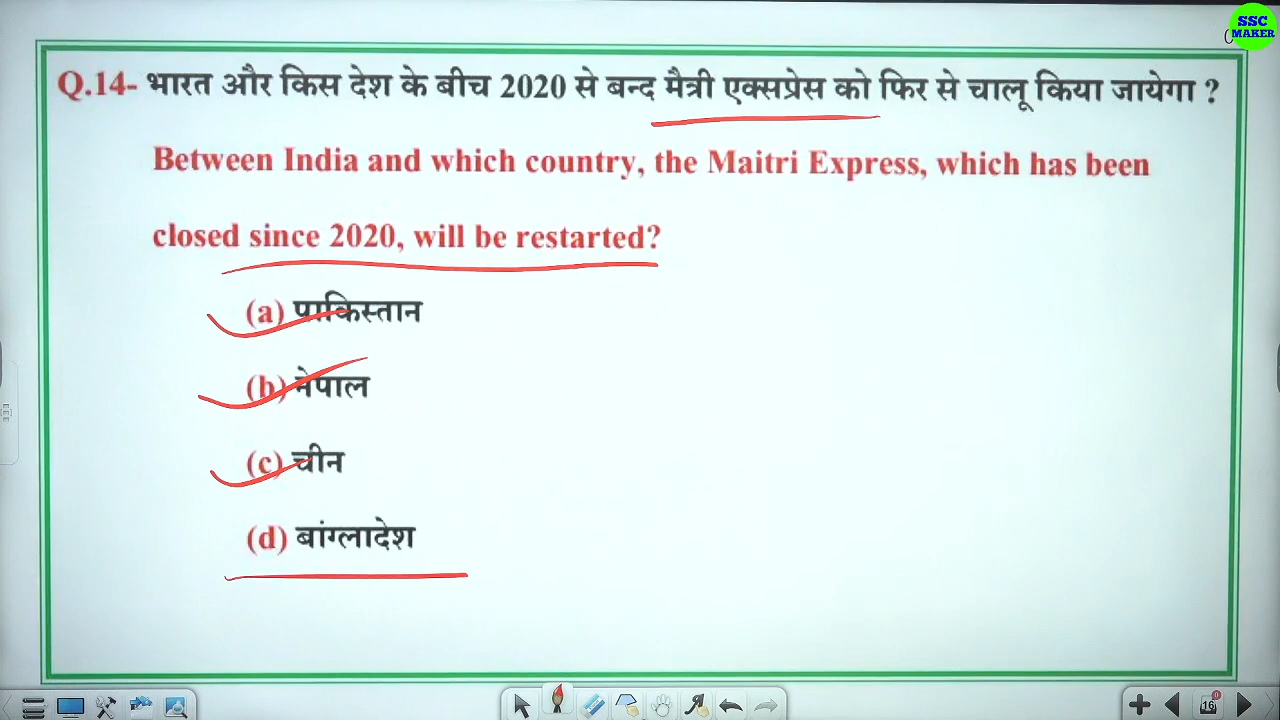 SSC
MAKER
Q.14- भारत और किस देश के बीच 2020 से बन्द मैत्री एक्सप्रेस को फिर से चालू किया जायेगा ?
Between India and which country, the Maitri Express, which has been
closed since 2020, will be restarted?
(a) पाकिस्तान
(b) नेपाल
(c) चीन
(d) बांग्लादेश
16